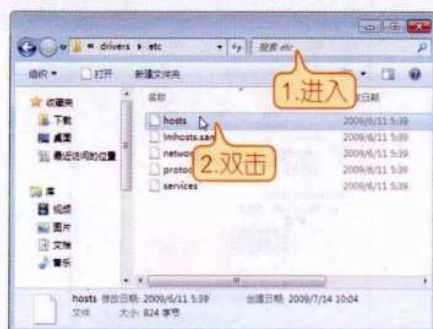 « drivers ▸ etc
搜索 etc
组织 ▾ 打开 新建文件夹
1.进入
收藏夹
下载
桌面
最近访问的位置
库
视频
图片
文档
音乐
名称
日期
hosts 2009/6/11 5:39
lmhosts.sam 2009/6/11 5:39
networ 2009/6/11 5:39
protoc 2009/6/11 5:39
services 2009/6/11 5:39
2.双击
hosts 修改日期: 2009/6/11 5:39 创建日期: 2009/7/14 10:04
文件 大小: 824 字节